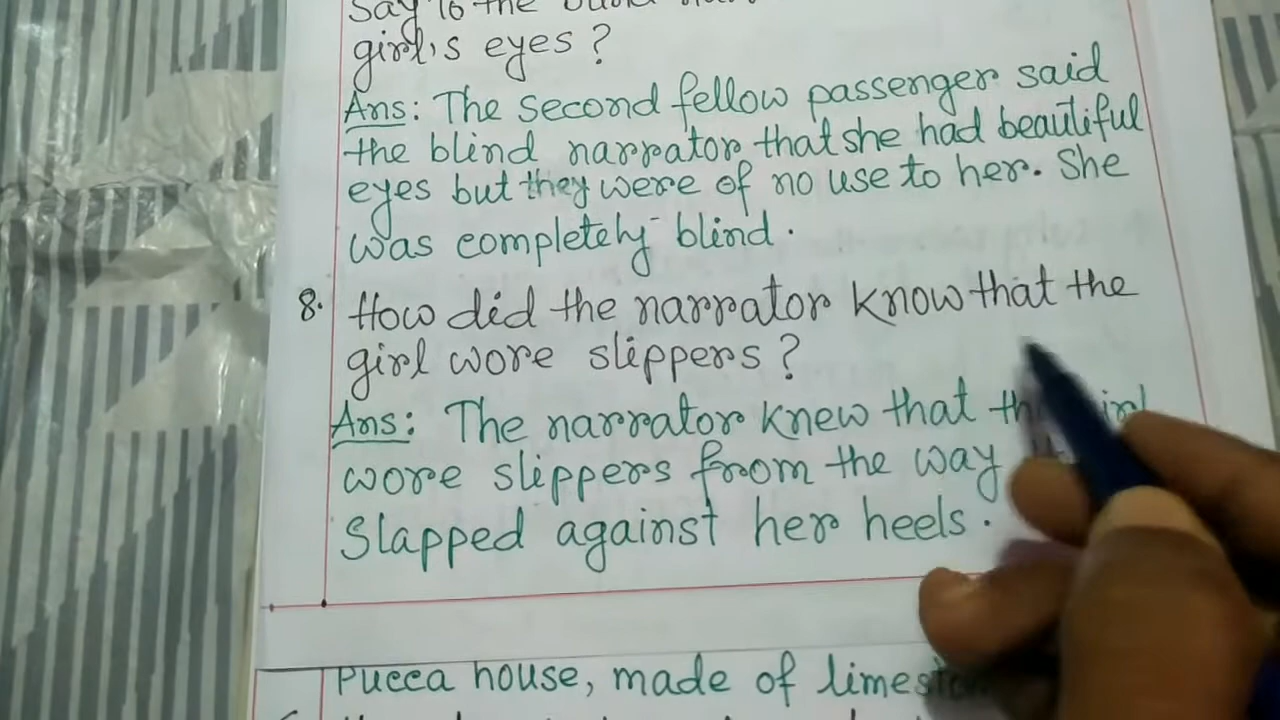 say to the
girl's eyes?
Ans: The second fellow passenger said
the blind narrator that she had beautiful
eyes but they were of no use to her. She
was completely blind.
8. How did the narrator know that the
girl wore slippers?
Ans: The narrator knew that
wore slippers from the way
slapped against her heels.
Pucca house, made of